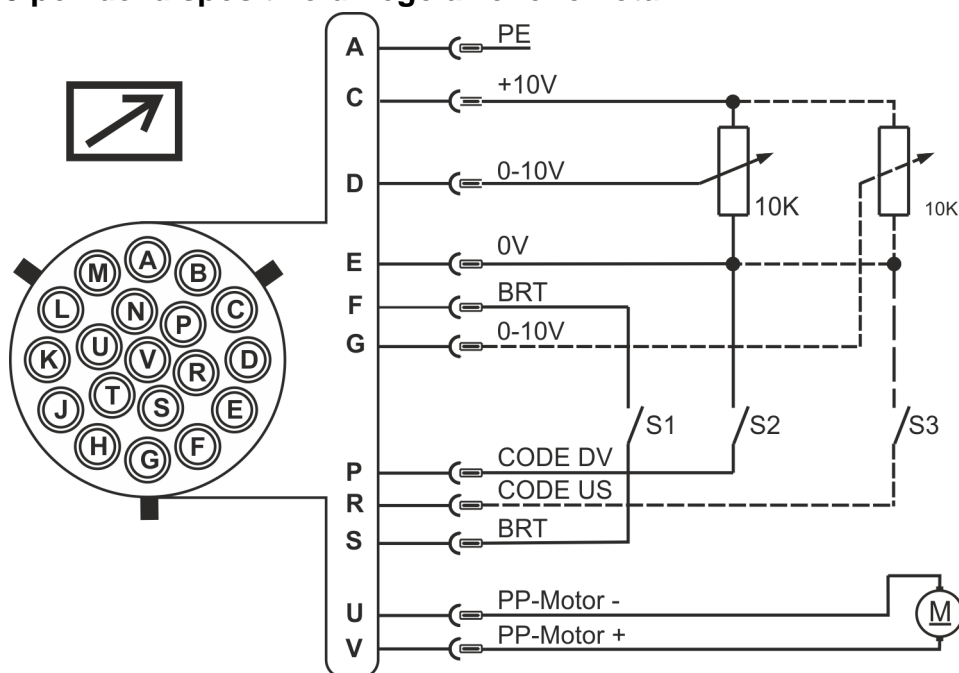 A PE
C +10V
D 0-10V
10K 10K
E 0V
F BRT
G 0-10V
S1 S2 S3
P CODE DV
R CODE US
S BRT
U PP-Motor -
V PP-Motor +
M
A
M B
L N P C
K U V R D
J T S E
H G F